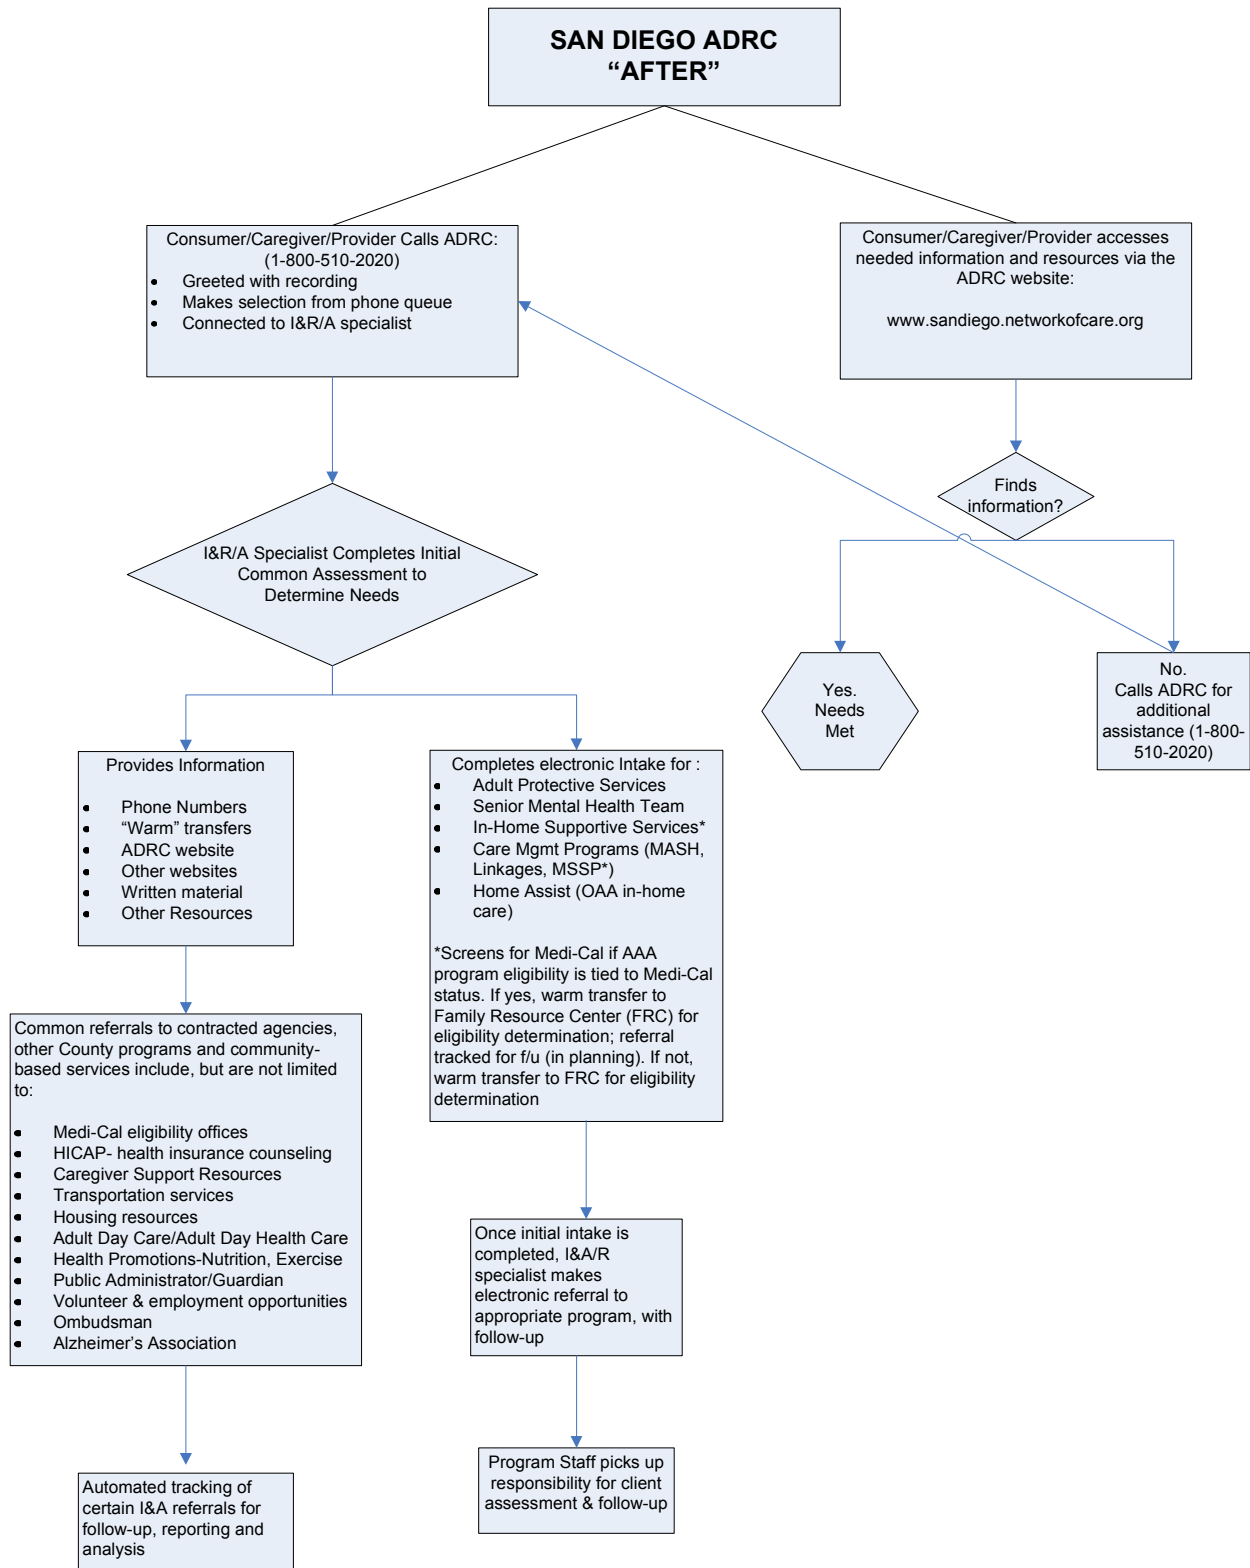 SAN DIEGO ADRC
“AFTER”
Consumer/Caregiver/Provider Calls ADRC:
(1-800-510-2020)
• Greeted with recording
• Makes selection from phone queue
• Connected to I&R/A specialist
Consumer/Caregiver/Provider accesses
needed information and resources via the
ADRC website:
www.sandiego.networkofcare.org
Finds
information?
I&R/A Specialist Completes Initial
Common Assessment to
Determine Needs
Yes.
Needs
Met
No.
Calls ADRC for
additional
assistance (1-800-
510-2020)
Provides Information
• Phone Numbers
• “Warm” transfers
• ADRC website
• Other websites
• Written material
• Other Resources
Completes electronic Intake for :
• Adult Protective Services
• Senior Mental Health Team
• In-Home Supportive Services*
• Care Mgmt Programs (MASH,
Linkages, MSSP*)
• Home Assist (OAA in-home
care)
*Screens for Medi-Cal if AAA
program eligibility is tied to Medi-Cal
status. If yes, warm transfer to
Family Resource Center (FRC) for
eligibility determination; referral
tracked for f/u (in planning). If not,
warm transfer to FRC for eligibility
determination
Common referrals to contracted agencies,
other County programs and community-
based services include, but are not limited
to:
• Medi-Cal eligibility offices
• HICAP- health insurance counseling
• Caregiver Support Resources
• Transportation services
• Housing resources
• Adult Day Care/Adult Day Health Care
• Health Promotions-Nutrition, Exercise
• Public Administrator/Guardian
• Volunteer & employment opportunities
• Ombudsman
• Alzheimer’s Association
Once initial intake is
completed, I&A/R
specialist makes
electronic referral to
appropriate program, with
follow-up
Program Staff picks up
responsibility for client
assessment & follow-up
Automated tracking of
certain I&A referrals for
follow-up, reporting and
analysis